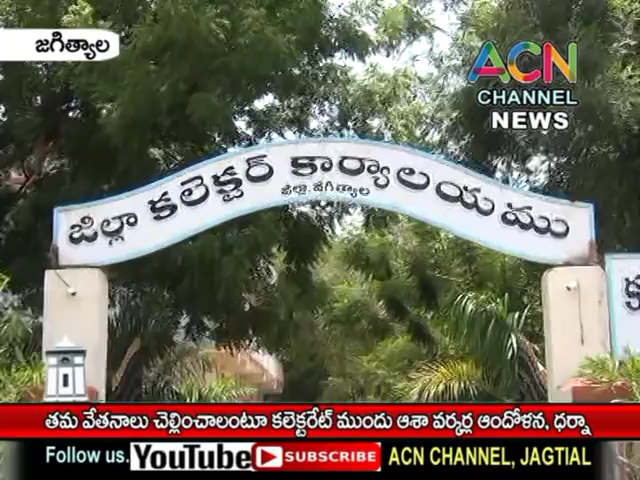 జగిత్యాల
ACN
CHANNEL
NEWS
జిల్లా కలెక్టర్ కార్యాలయము
జిల్లా. జగిత్యాల
తమ వేతనాలు చెల్లించాలంటూ కలెక్టరేట్ ముందు ఆశా వర్కర్ల ఆందోళన, ధర్నా
Follow us. YouTube SUBSCRIBE ACN CHANNEL, JAGTIAL